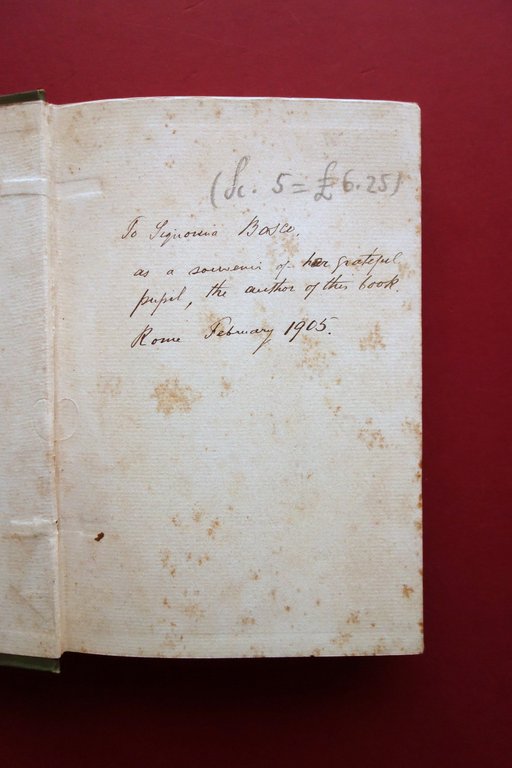 (Sc. 5 = £ 6.25)
To Signorina Basce,
as a souvenir of her grateful
pupil, the author of this book.
Rome February 1905.